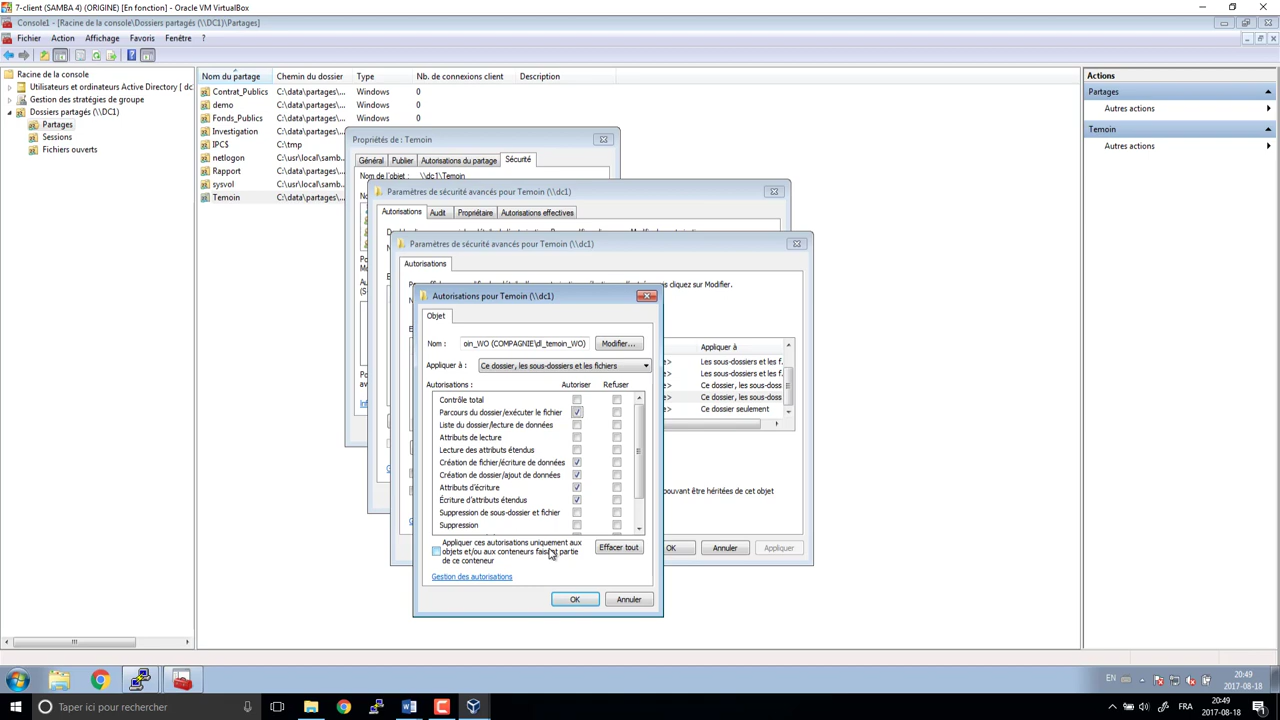 7-client (SAMBA 4) (ORIGINE) [En fonction] - Oracle VM VirtualBox
Console1 - [Racine de la console\Dossiers partagés (\\DC1)\Partages]
Fichier Action Affichage Favoris Fenêtre ?
Racine de la console
Utilisateurs et ordinateurs Active Directory [ dc
Gestion des stratégies de groupe
Dossiers partagés (\\DC1)
Partages
Sessions
Fichiers ouverts
Nom du partage Chemin du dossier Type Nb. de connexions client Description
Contrat_Publics C:\data\partages\... Windows 0
demo C:\data\partages\... Windows 0
Fonds_Publics C:\data\partages\... Windows 0
Investigation C:\data\partages\... Windows 0
IPC$ C:\tmp
netlogon C:\usr\local\samb...
Rapport C:\data\partages\...
sysvol C:\usr\local\samb...
Temoin C:\data\partages\...
Actions
Partages
Autres actions
Temoin
Autres actions
Propriétés de : Temoin
Général Publier Autorisations du partage Sécurité
Nom de l'objet : \\dc1\Temoin
Paramètres de sécurité avancés pour Temoin (\\dc1)
Autorisations Audit Propriétaire Autorisations effectives
Paramètres de sécurité avancés pour Temoin (\\dc1)
Autorisations
us cliquez sur Modifier.
Appliquer à
Les sous-dossiers et les f...
Les sous-dossiers et les f...
Ce dossier, les sous-doss
Ce dossier, les sous-doss
Ce dossier seulement
pouvant être héritées de cet objet
OK Annuler Appliquer
Autorisations pour Temoin (\\dc1)
Objet
Nom : oin_WO (COMPAGNIE\dl_temoin_WO) Modifier...
Appliquer à : Ce dossier, les sous-dossiers et les fichiers
Autorisations : Autoriser Refuser
Contrôle total
Parcours du dossier/exécuter le fichier
Liste du dossier/lecture de données
Attributs de lecture
Lecture des attributs étendus
Création de fichier/écriture de données
Création de dossier/ajout de données
Attributs d'écriture
Écriture d'attributs étendus
Suppression de sous-dossier et fichier
Suppression
Appliquer ces autorisations uniquement aux
objets et/ou aux conteneurs faisant partie
de ce conteneur
Effacer tout
Gestion des autorisations
OK Annuler
EN 20:49
2017-08-18
Taper ici pour rechercher
FRA 20:49
2017-08-18